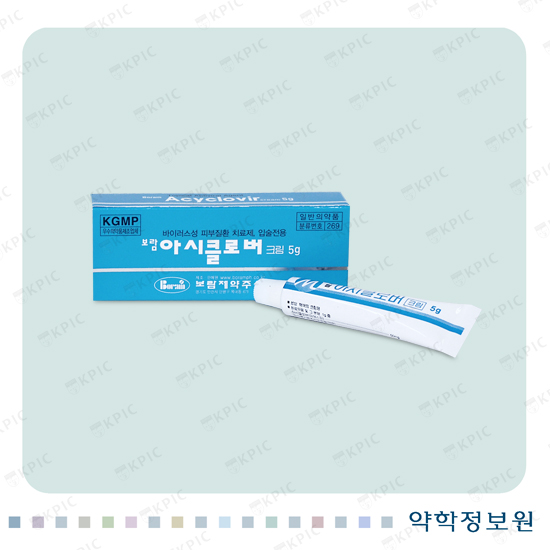 Acyclovir
5g
KGMP
바이러스성 피부질환 치료제, 입술전용
일반의약품
분류번호 269
보람
아시클로버 크림 5g
Boram
보람제약주
아시클로버 크림 5g
약학정보원